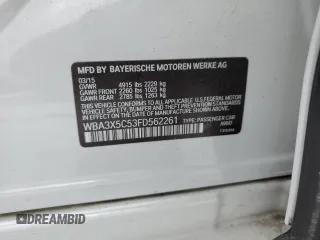 MFD BY BAYERISCHE MOTOREN WERKE AG
03/15
GVWR 4915 lbs 2229 kg
GAWR FRONT 2260 lbs 1025 kg
GAWR REAR 2785 lbs 1263 kg
THIS VEHICLE CONFORMS TO ALL APPLICABLE U.S. FEDERAL MOTOR
VEHICLE SAFETY, BUMPER AND THEFT PREVENTION STANDARDS
IN EFFECT ON THE DATE OF MANUFACTURE SHOWN ABOVE
WBA3X5C53FD562261 TYPE: PASSENGER CAR
AUTOBIDMASTER
DREAMBID